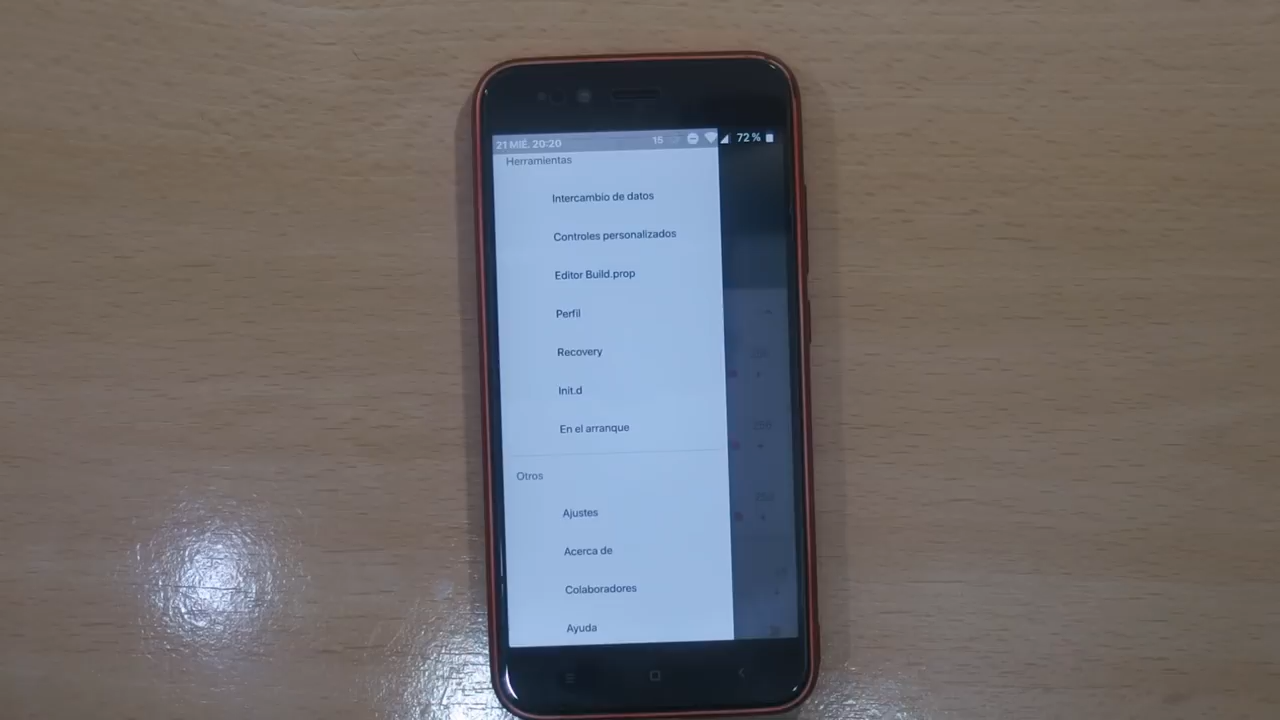 21 MIÉ. 20:20 15 72 %
Herramientas
Intercambio de datos
Controles personalizados
Editor Build.prop
Perfil
Recovery
Init.d
En el arranque
Otros
Ajustes
Acerca de
Colaboradores
Ayuda